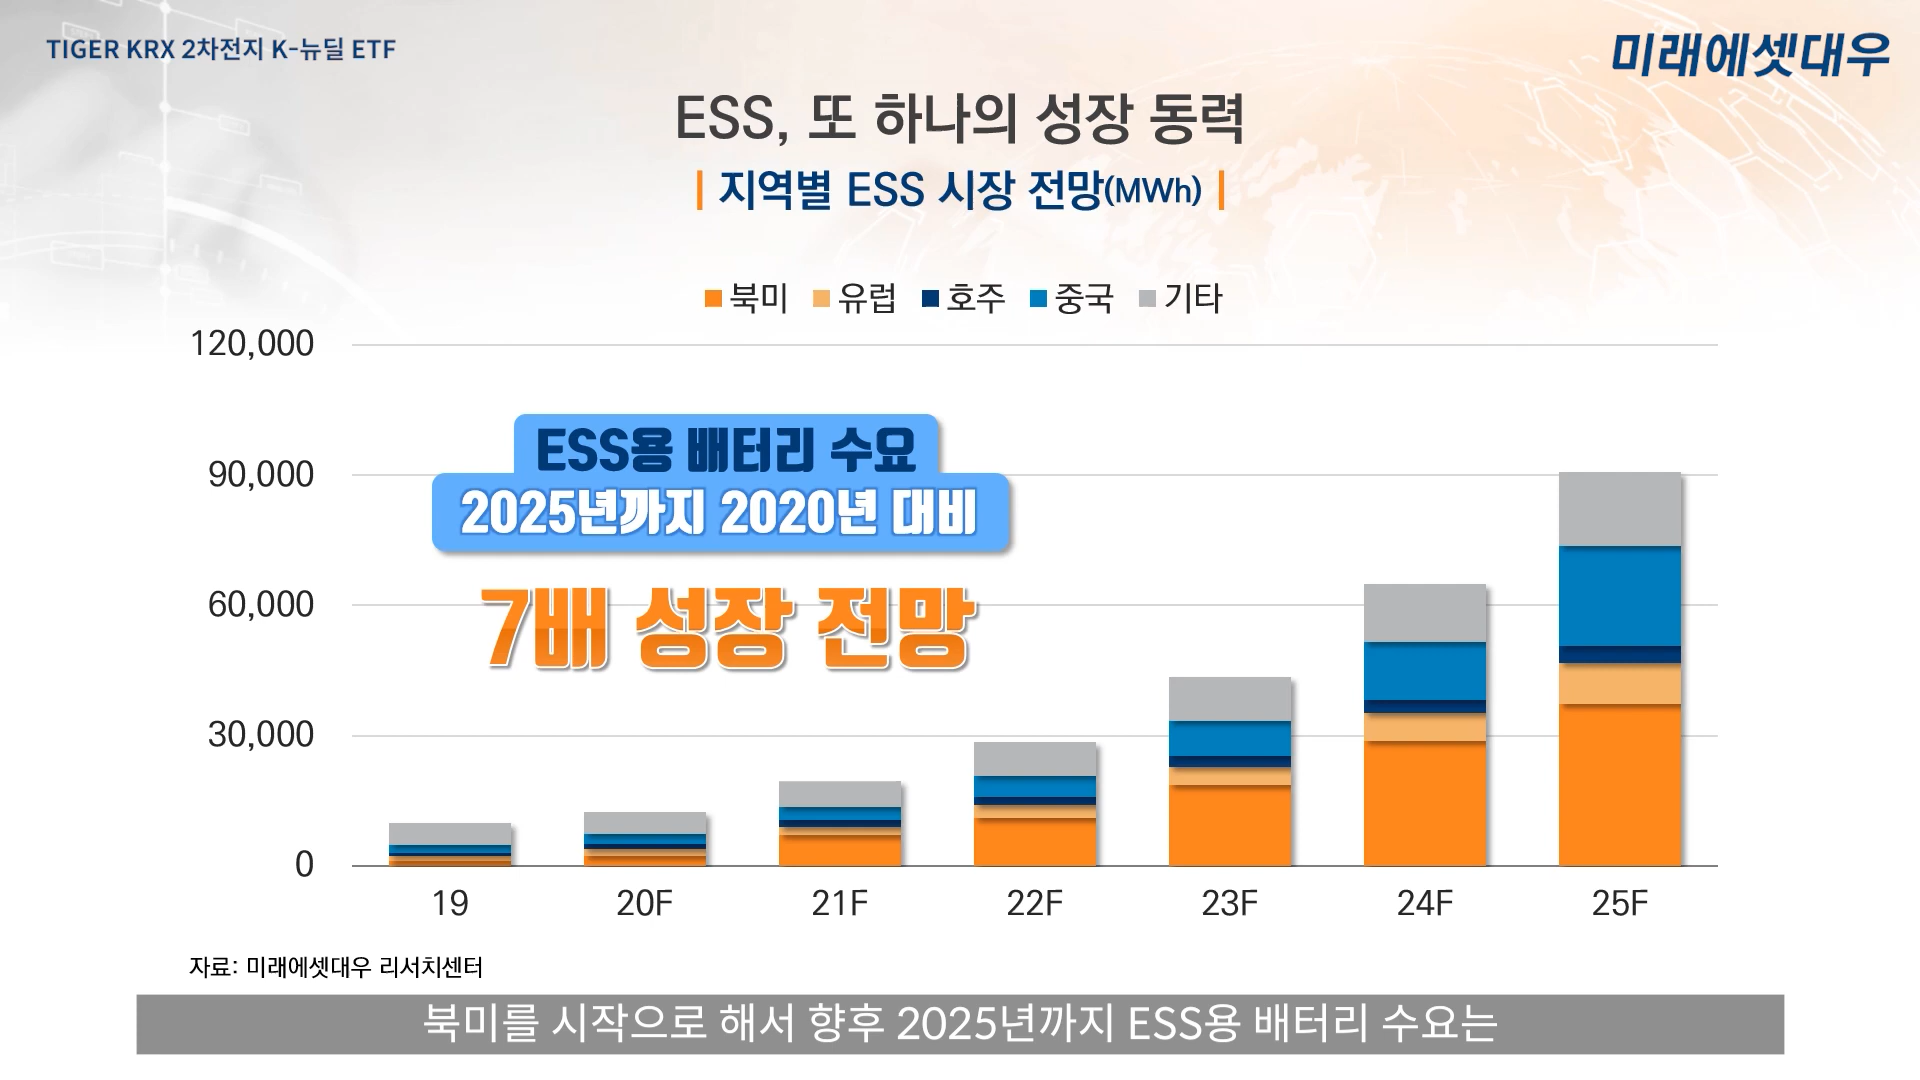 TIGER KRX 2차전지 K-뉴딜 ETF
미래에셋대우
ESS, 또 하나의 성장 동력
| 지역별 ESS 시장 전망(MWh) |
북미 유럽 호주 중국 기타
120,000
90,000
60,000
30,000
0
ESS용 배터리 수요
2025년까지 2020년 대비
7배 성장 전망
19 20F 21F 22F 23F 24F 25F
자료: 미래에셋대우 리서치센터
북미를 시작으로 해서 향후 2025년까지 ESS용 배터리 수요는